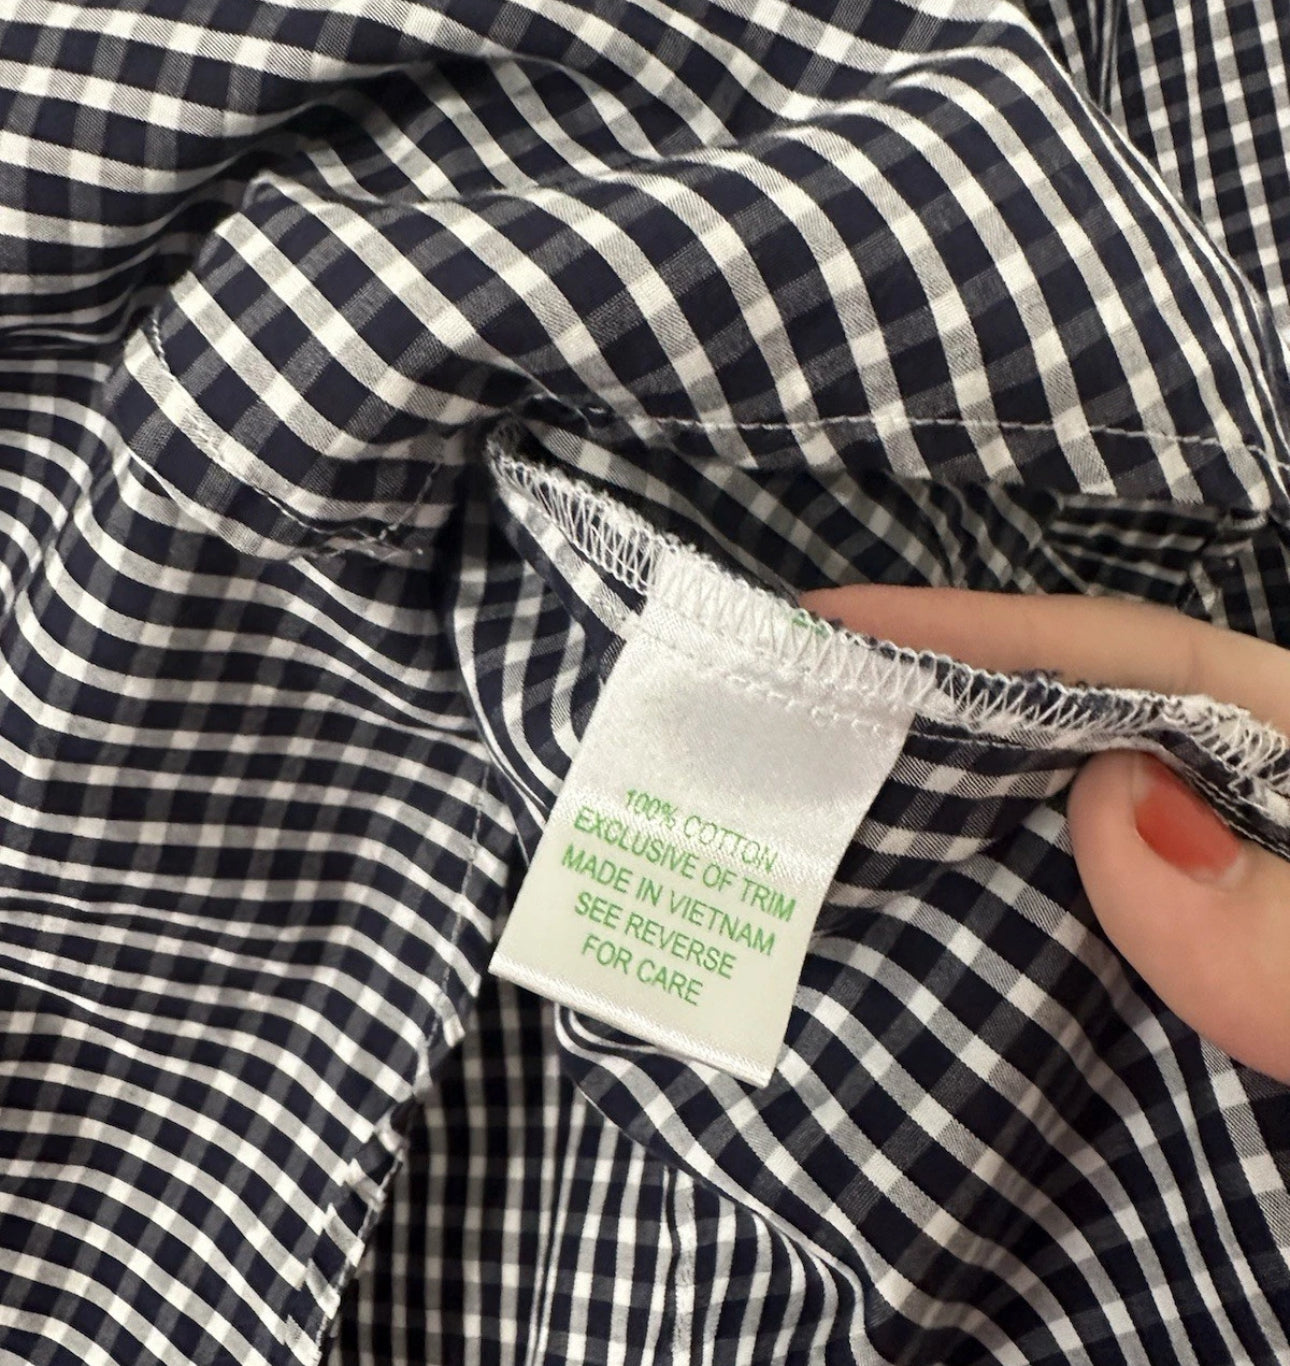 100% COTTON
EXCLUSIVE OF TRIM
MADE IN VIETNAM
SEE REVERSE
FOR CARE